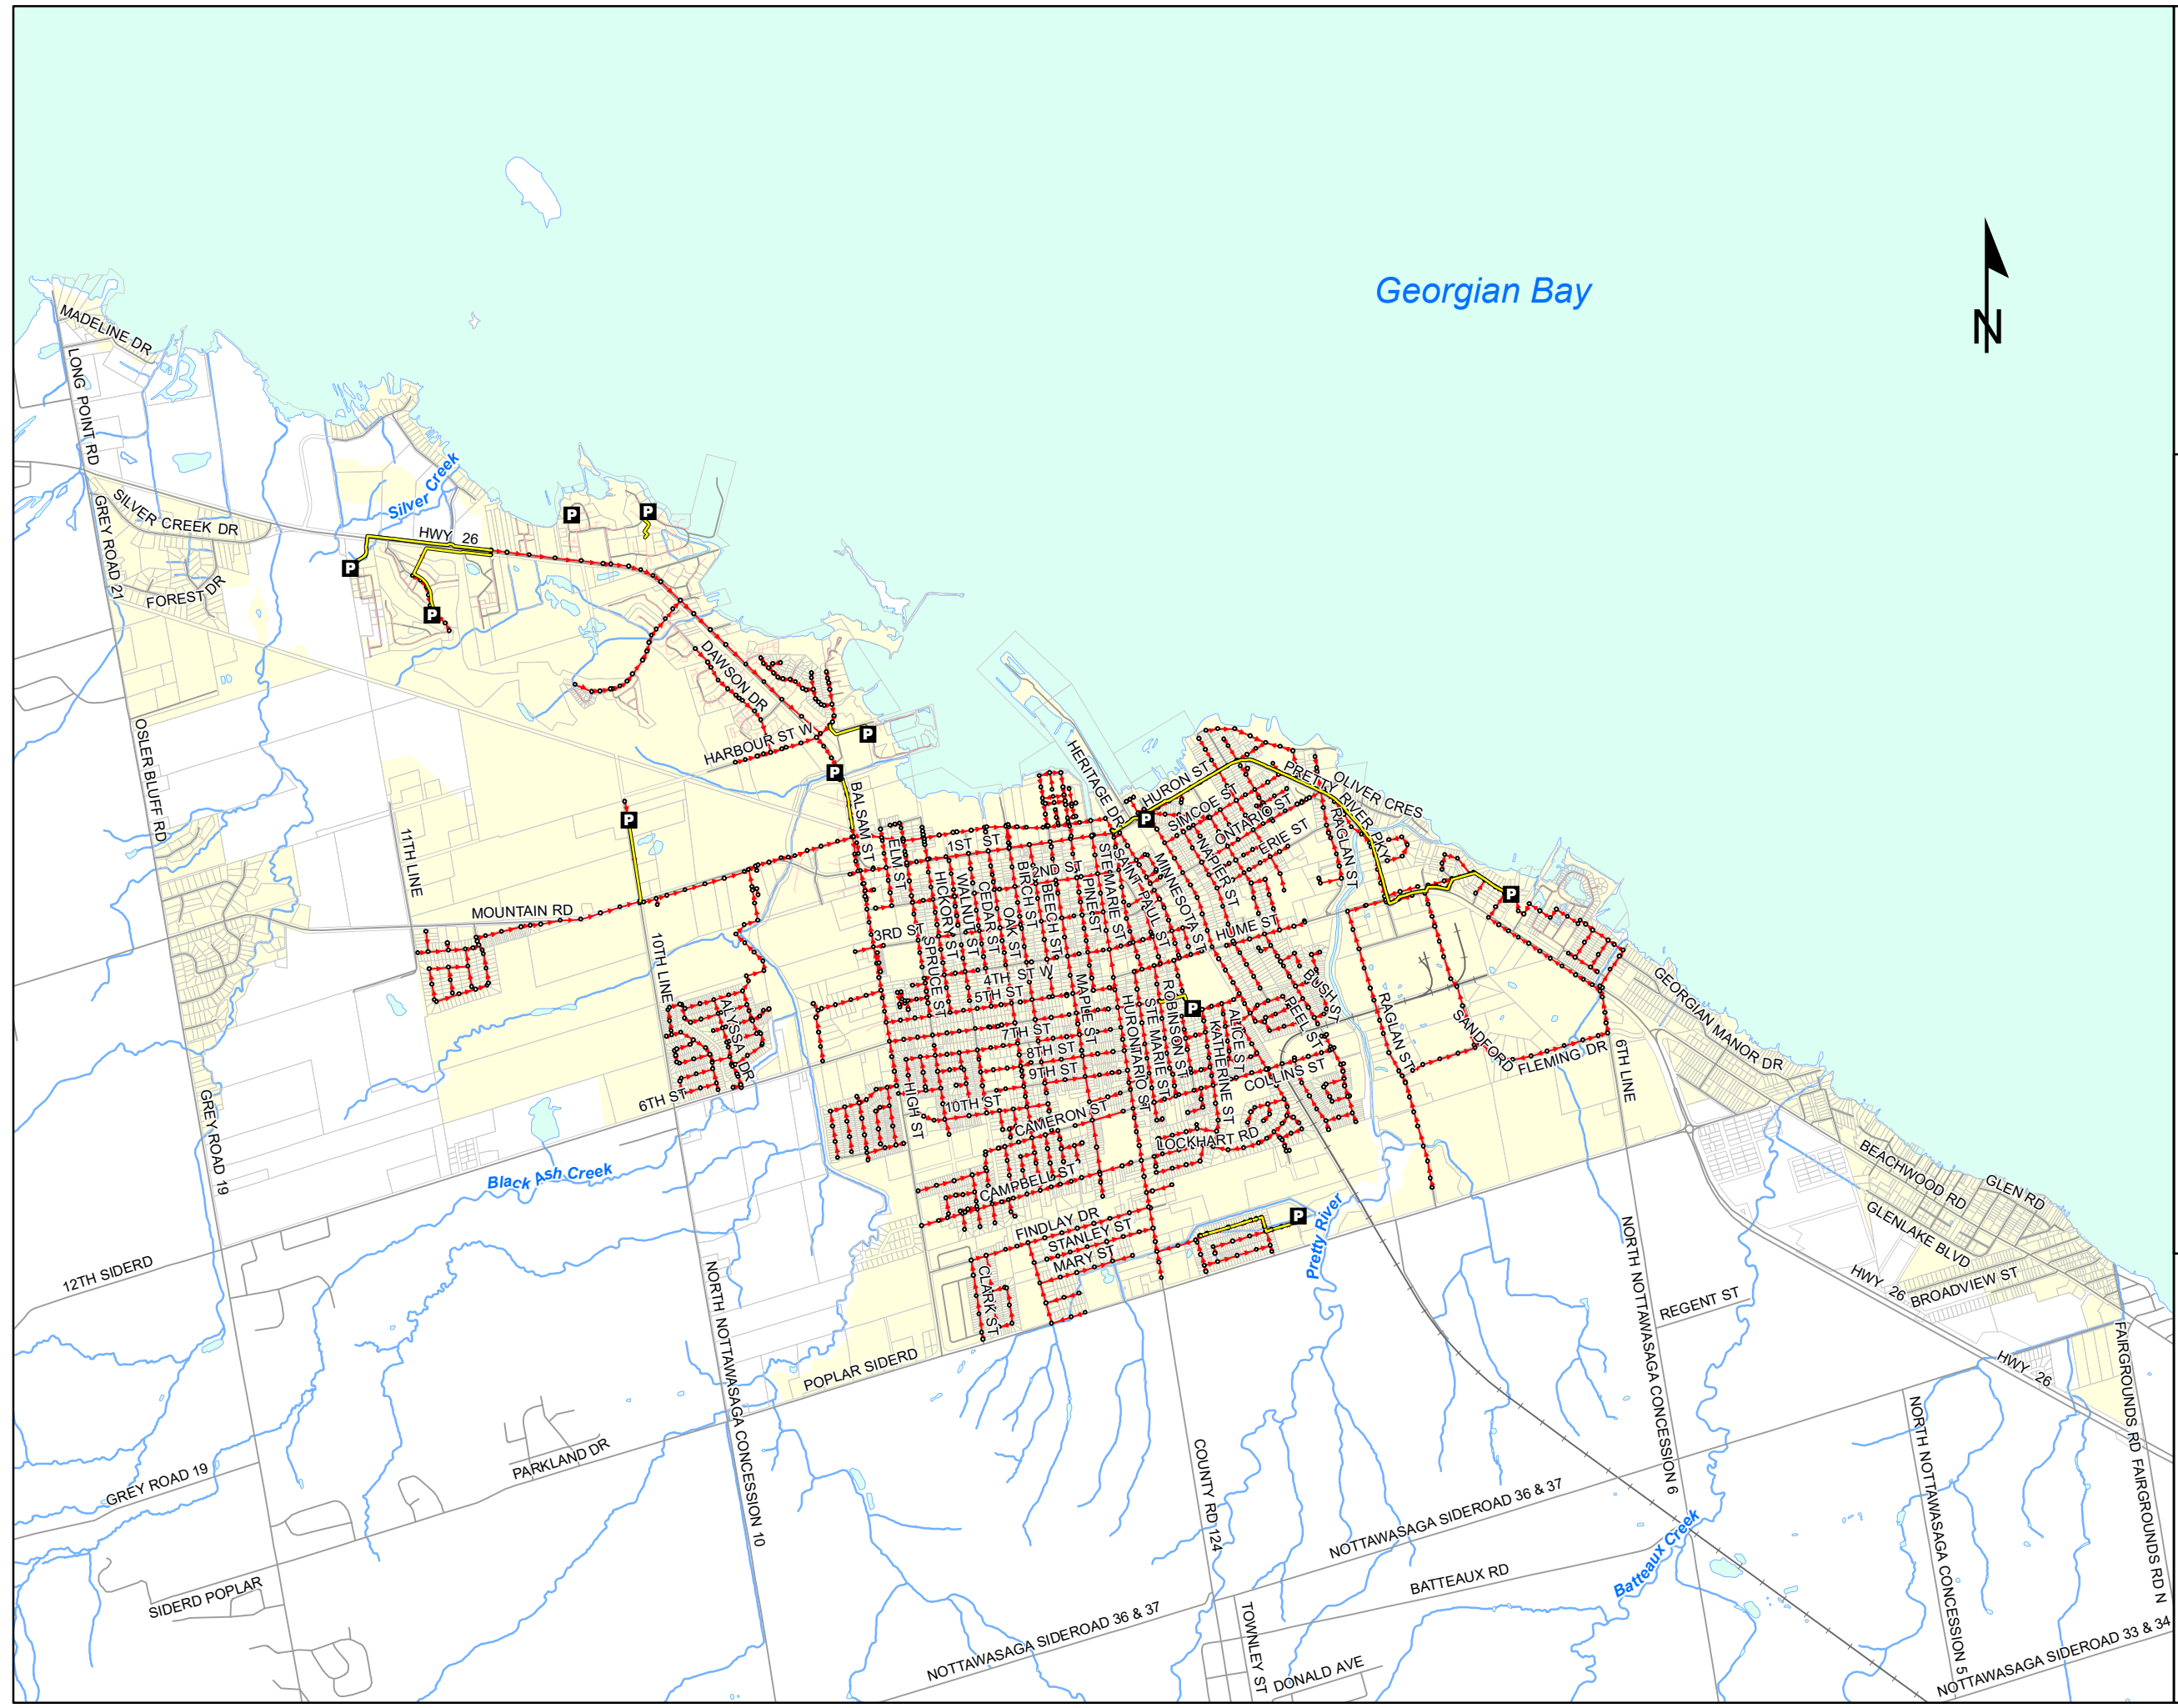 Georgian Bay
N
MADELINE DR
LONG POINT RD
Silver Creek
SILVER CREEK DR
GREY ROAD 21
HWY 26
P
P
P
P
FOREST DR
DAWSON DR
HARBOUR ST W
P
P
P
OSLER BLUFF RD
11TH LINE
BALSAM ST
HERITAGE DR
HURON ST
P
PRETTY RIVER PKY
OLIVER CRES
SIMCOE ST
ONTARIO ST
ERIE ST
NAPIER ST
RAGLAN ST
ELM ST
1ST ST
2ND ST
STE MARIE ST
SAINT PAUL ST
MINNESOTA ST
HICKORY ST
WALNUT ST
CEDAR ST
OAK ST
BIRCH ST
BEECH ST
PINE ST
P
MOUNTAIN RD
3RD ST
SPRUCE ST
HUME ST
10TH LINE
4TH ST W
5TH ST
MAPLE ST
HURONTARIO ST
STE MARIE ST
ROBINSON ST
P
KATHERINE ST
ALICE ST
PEEL ST
BUSH ST
RAGLAN ST
SANDFORD
FLEMING DR
6TH LINE
GEORGIAN MANOR DR
ALYSSA DR
7TH ST
8TH ST
9TH ST
10TH ST
COLLINS ST
6TH ST
HIGH ST
CAMERON ST
LOCKHART RD
GREY ROAD 19
Black Ash Creek
CAMPBELL ST
FINDLAY DR
STANLEY ST
MARY ST
CLARK ST
P
Pretty River
BEACHWOOD RD
GLEN RD
GLENLAKE BLVD
HWY 26
BROADVIEW ST
REGENT ST
12TH SIDERD
NORTH NOTTAWASAGA CONCESSION 10
POPLAR SIDERD
NORTH NOTTAWASAGA CONCESSION 6
HWY 26
FAIRGROUNDS RD
FAIRGROUNDS RD N
NORTH NOTTAWASAGA CONCESSION 5
GREY ROAD 19
PARKLAND DR
COUNTY RD 124
NOTTAWASAGA SIDEROAD 36 & 37
Batteaux Creek
BATTEAUX RD
SIDERD POPLAR
NOTTAWASAGA SIDEROAD 36 & 37
TOWNLEY ST
DONALD AVE
NOTTAWASAGA SIDEROAD 33 & 34